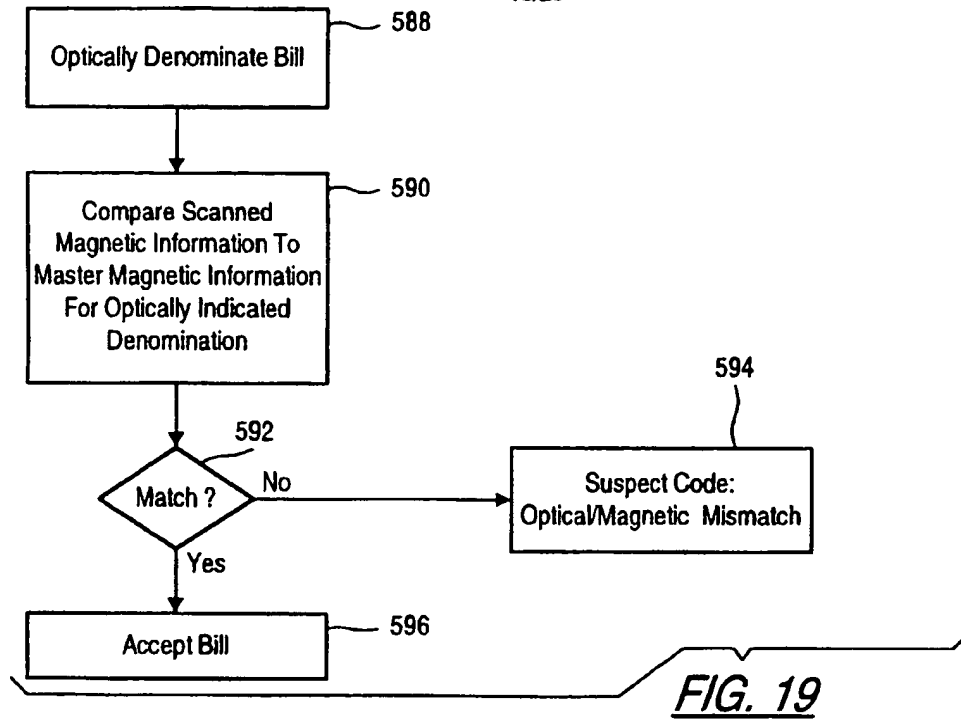 588
Optically Denominate Bill
590
Compare Scanned
Magnetic Information To
Master Magnetic Information
For Optically Indicated
Denomination
592
Match ?
No
594
Suspect Code:
Optical/Magnetic Mismatch
Yes
596
Accept Bill
FIG. 19